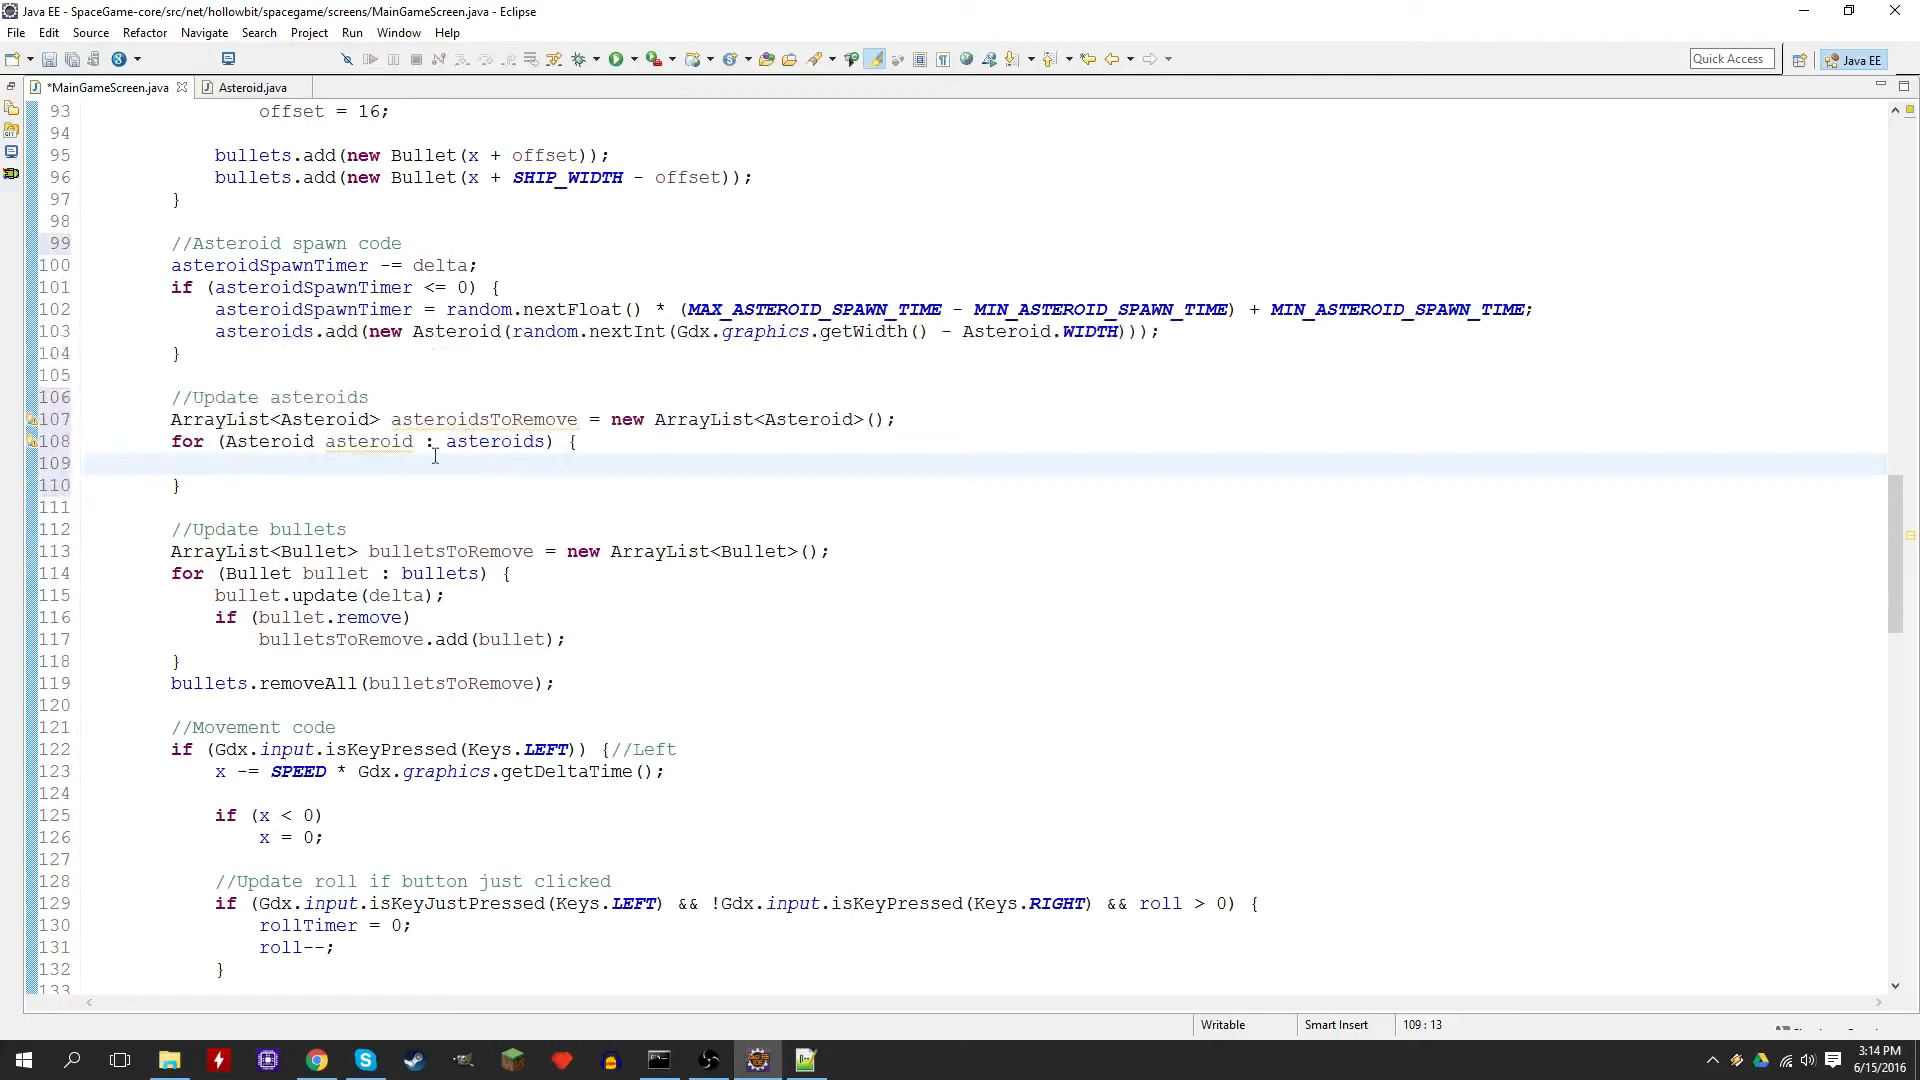 Java EE - SpaceGame-core/src/net/hollowbit/spacegame/screens/MainGameScreen.java - Eclipse
File Edit Source Refactor Navigate Search Project Run Window Help
Quick Access
Java EE
*MainGameScreen.java Asteroid.java
93 offset = 16;
94
95 bullets.add(new Bullet(x + offset));
96 bullets.add(new Bullet(x + SHIP_WIDTH - offset));
97 }
98
99 //Asteroid spawn code
100 asteroidSpawnTimer -= delta;
101 if (asteroidSpawnTimer <= 0) {
102 asteroidSpawnTimer = random.nextFloat() * (MAX_ASTEROID_SPAWN_TIME - MIN_ASTEROID_SPAWN_TIME) + MIN_ASTEROID_SPAWN_TIME;
103 asteroids.add(new Asteroid(random.nextInt(Gdx.graphics.getWidth() - Asteroid.WIDTH)));
104 }
105
106 //Update asteroids
107 ArrayList<Asteroid> asteroidsToRemove = new ArrayList<Asteroid>();
108 for (Asteroid asteroid : asteroids) {
109
110 }
111
112 //Update bullets
113 ArrayList<Bullet> bulletsToRemove = new ArrayList<Bullet>();
114 for (Bullet bullet : bullets) {
115 bullet.update(delta);
116 if (bullet.remove)
117 bulletsToRemove.add(bullet);
118 }
119 bullets.removeAll(bulletsToRemove);
120
121 //Movement code
122 if (Gdx.input.isKeyPressed(Keys.LEFT)) {//Left
123 x -= SPEED * Gdx.graphics.getDeltaTime();
124
125 if (x < 0)
126 x = 0;
127
128 //Update roll if button just clicked
129 if (Gdx.input.isKeyJustPressed(Keys.LEFT) && !Gdx.input.isKeyPressed(Keys.RIGHT) && roll > 0) {
130 rollTimer = 0;
131 roll--;
132 }
133
Writable Smart Insert 109 : 13
3:14 PM
6/15/2016